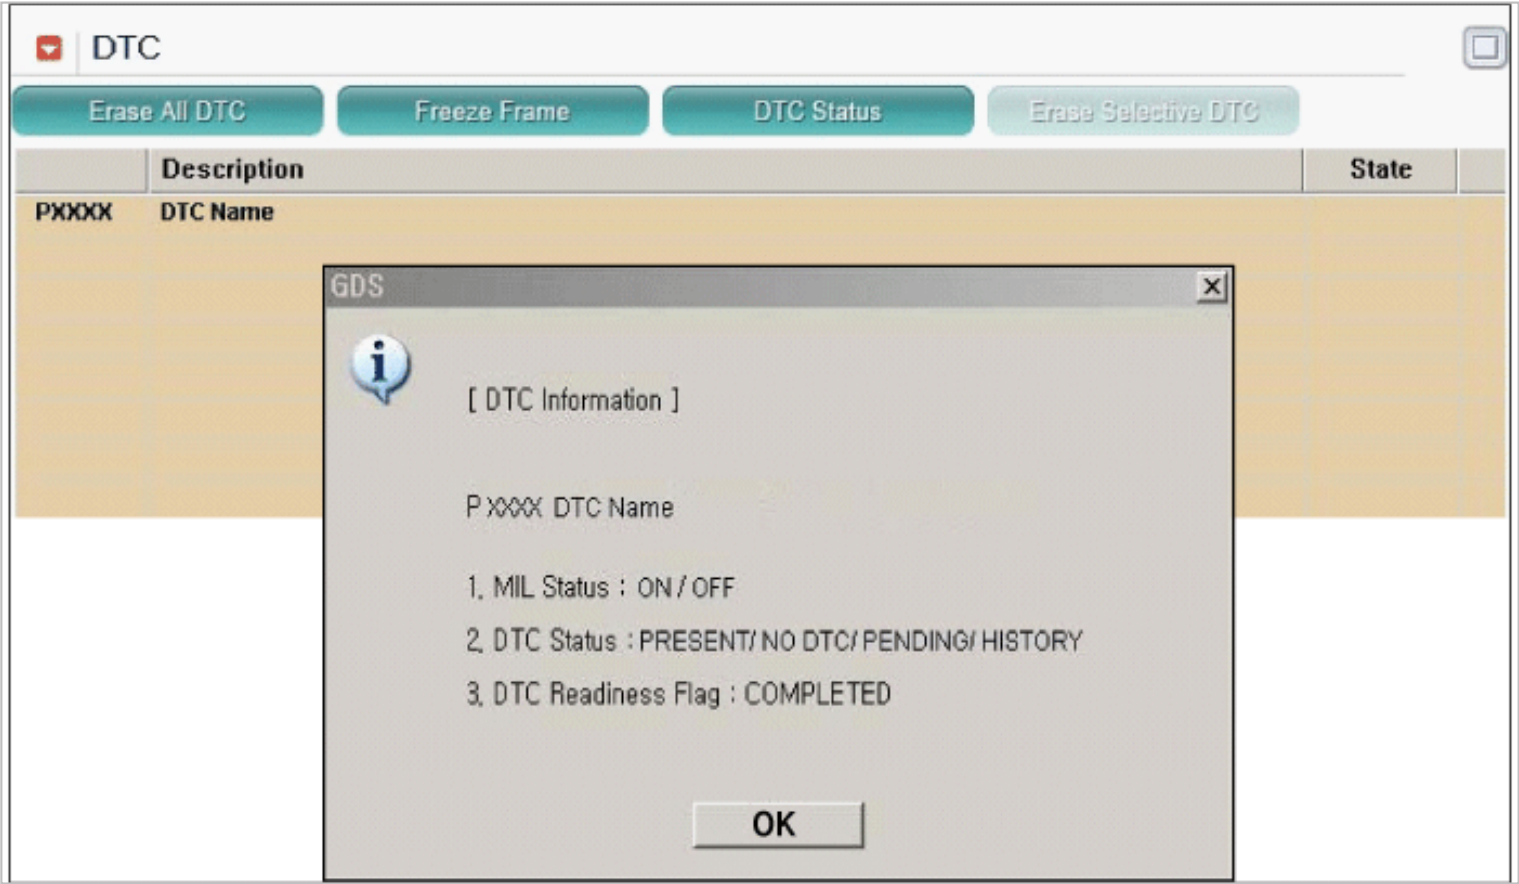 DTC
Erase All DTC Freeze Frame DTC Status Erase Selective DTC
Description State
PXXXX DTC Name
GDS
[ DTC Information ]
P XXXX DTC Name
1. MIL Status : ON / OFF
2. DTC Status : PRESENT/ NO DTC/ PENDING/ HISTORY
3. DTC Readiness Flag : COMPLETED
OK